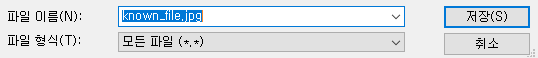 파일 이름(N): known_file.jpg 저장(S)
파일 형식(T): 모든 파일 (*.*) 취소